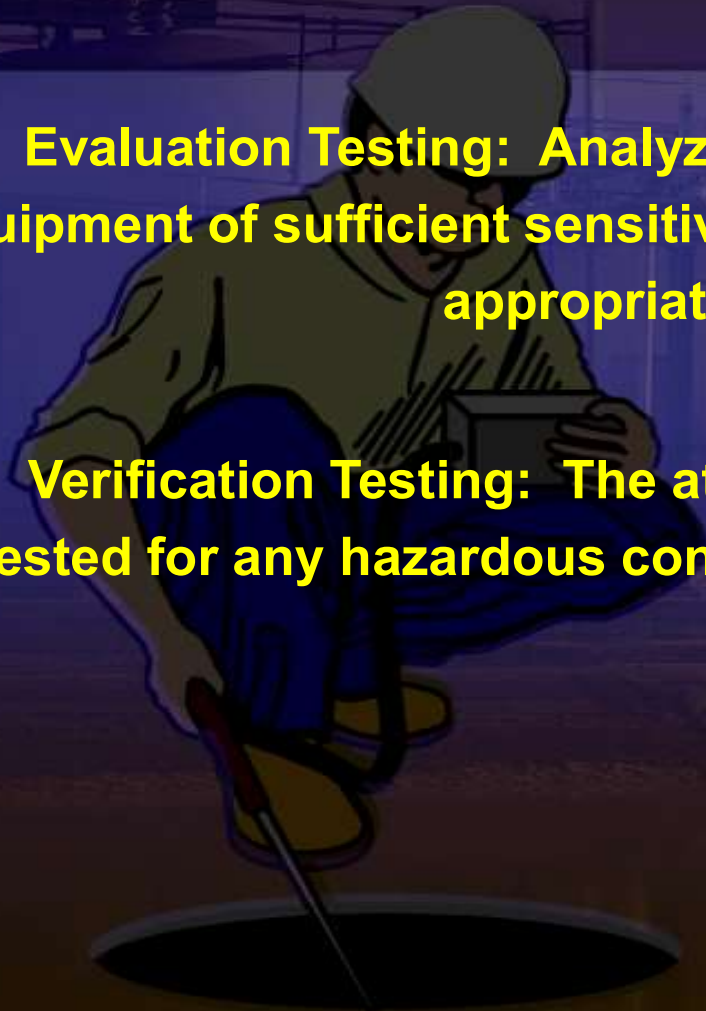 Evaluation Testing: Analyz
uipment of sufficient sensitiv
appropriat
Verification Testing: The at
ested for any hazardous con